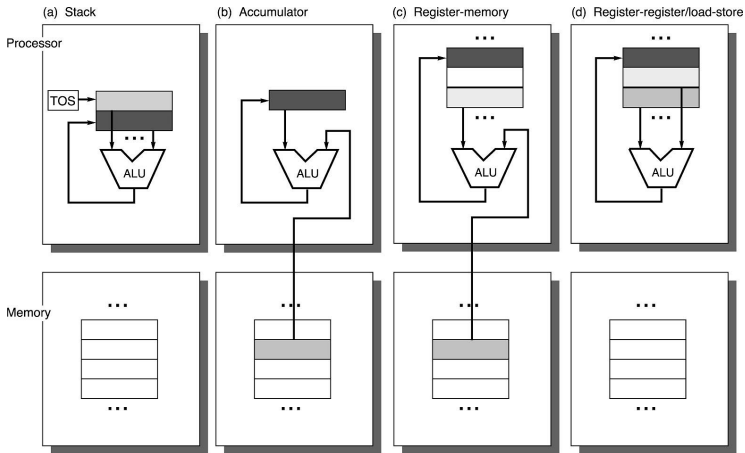 (a) Stack
(b) Accumulator
(c) Register-memory
(d) Register-register/load-store
Processor
TOS
...
ALU
ALU
...
...
ALU
...
...
ALU
Memory
...
...
...
...
...
...
...
...